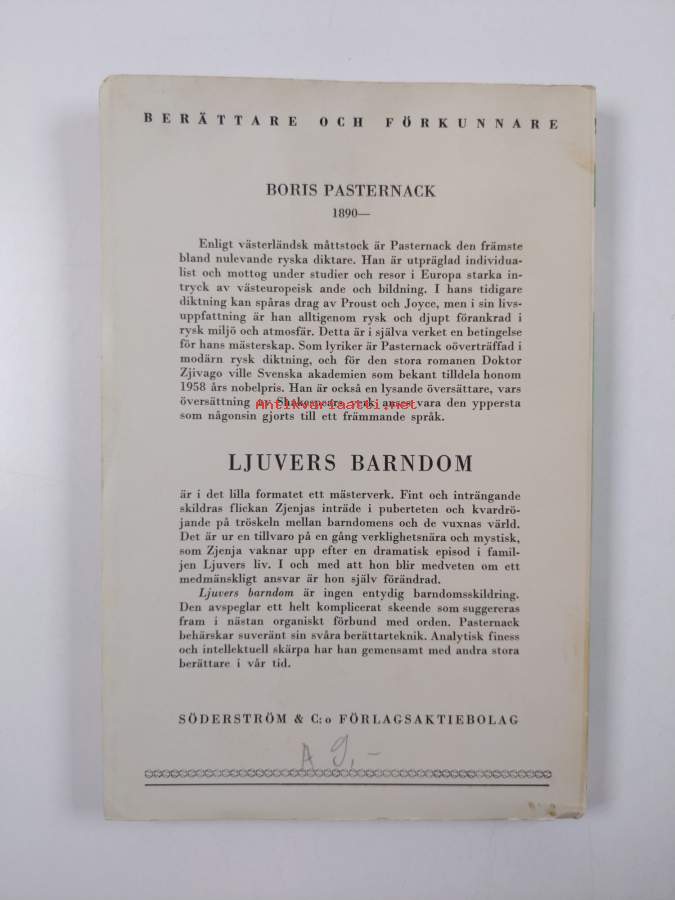 BERÄTTARE OCH FÖRKUNNARE
BORIS PASTERNACK
1890—
Enligt västerländsk måttstock är Pasternack den främste
bland nulevande ryska diktare. Han är utpräglad individua-
list och mottog under studier och resor i Europa starka in-
tryck av västeuropeisk ande och bildning. I hans tidigare
diktning kan spåras drag av Proust och Joyce, men i sin livs-
uppfattning är han alltigenom rysk och djupt förankrad i
rysk miljö och atmosfär. Detta är i själva verket en betingelse
för hans mästerskap. Som lyriker är Pasternack oöverträffad i
modärn rysk diktning, och för den stora romanen Doktor
Zjivago ville Svenska akademien som bekant tilldela honom
1958 års nobelpris. Han är också en lysande översättare, vars
översättning av Shakespeares verk anses vara den yppersta
Antikvariaatti.net
som någonsin gjorts till ett främmande språk.
LJUVERS BARNDOM
är i det lilla formatet ett mästerverk. Fint och inträngande
skildras flickan Zjenjas inträde i puberteten och kvardrö-
jande på tröskeln mellan barndomens och de vuxnas värld.
Det är ur en tillvaro på en gång verklighetsnära och mystisk,
som Zjenja vaknar upp efter en dramatisk episod i famil-
jen Ljuvers liv. I och med att hon blir medveten om ett
medmänskligt ansvar är hon själv förändrad.
Ljuvers barndom är ingen entydig barndomsskildring.
Den avspeglar ett helt komplicerat skeende som suggereras
fram i nästan organiskt förbund med orden. Pasternack
behärskar suveränt sin svåra berättarteknik. Analytisk finess
och intellektuell skärpa har han gemensamt med andra stora
berättare i vår tid.
SÖDERSTRÖM & C:o FÖRLAGSAKTIEBOLAG
A 9,-